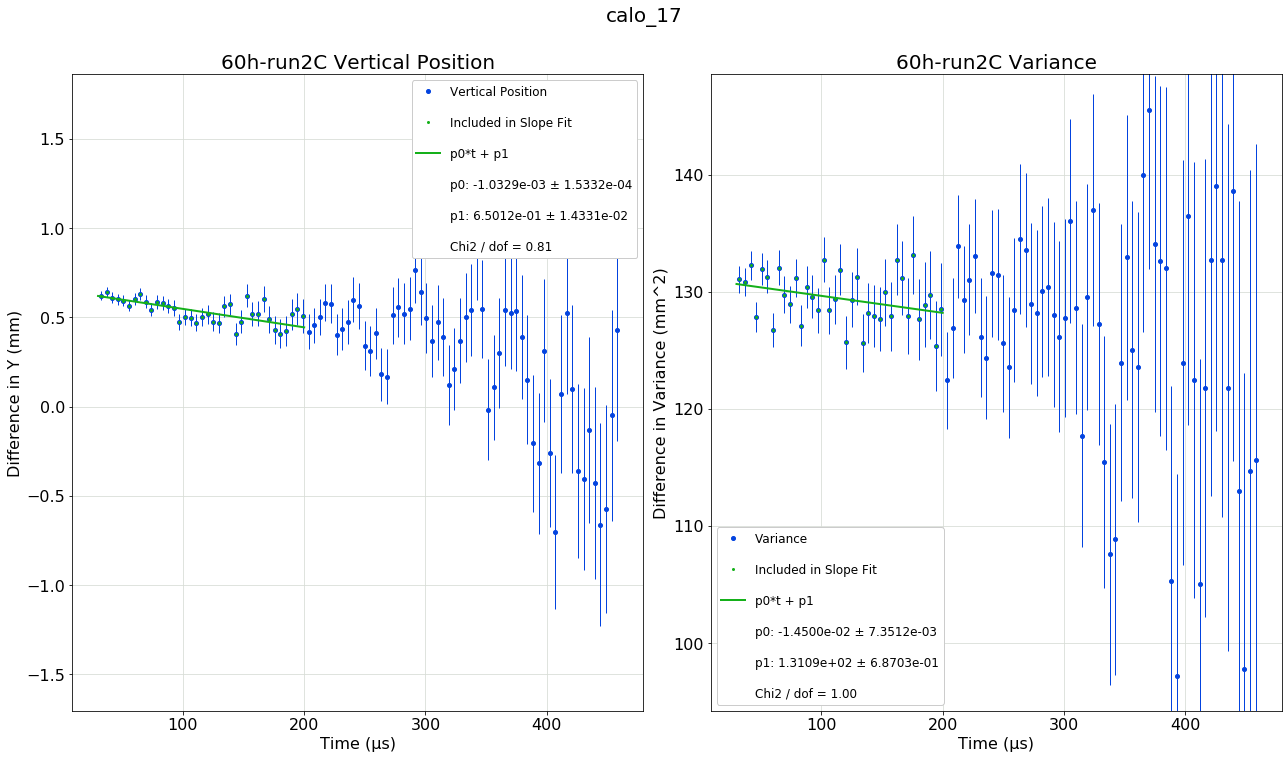 calo_17
60h-run2C Vertical Position
Difference in Y (mm)
1.5
1.0
0.5
0.0
−0.5
−1.0
−1.5
100
200
300
400
Time (μs)
Vertical Position
Included in Slope Fit
p0*t + p1
p0: -1.0329e-03 ± 1.5332e-04
p1: 6.5012e-01 ± 1.4331e-02
Chi2 / dof = 0.81
60h-run2C Variance
Difference in Variance (mm^2)
140
130
120
110
100
100
200
300
400
Time (μs)
Variance
Included in Slope Fit
p0*t + p1
p0: -1.4500e-02 ± 7.3512e-03
p1: 1.3109e+02 ± 6.8703e-01
Chi2 / dof = 1.00